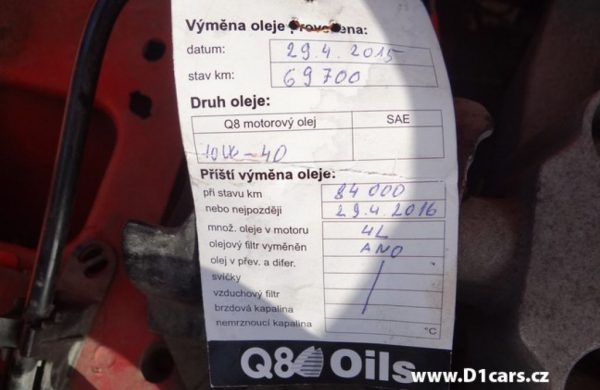 Výměna oleje provedena:
datum: 29.4.2015
stav km: 69700
Druh oleje:
Q8 motorový olej SAE
10W-40
Příští výměna oleje:
při stavu km 84 000
nebo nejpozději 29.4.2016
množ. oleje v motoru 4L
olejový filtr vyměněn ANO
olej v přev. a difer.
svíčky
vzduchový filtr
brzdová kapalina
nemrznoucí kapalina °C
Q8 Oils
www.D1cars.cz